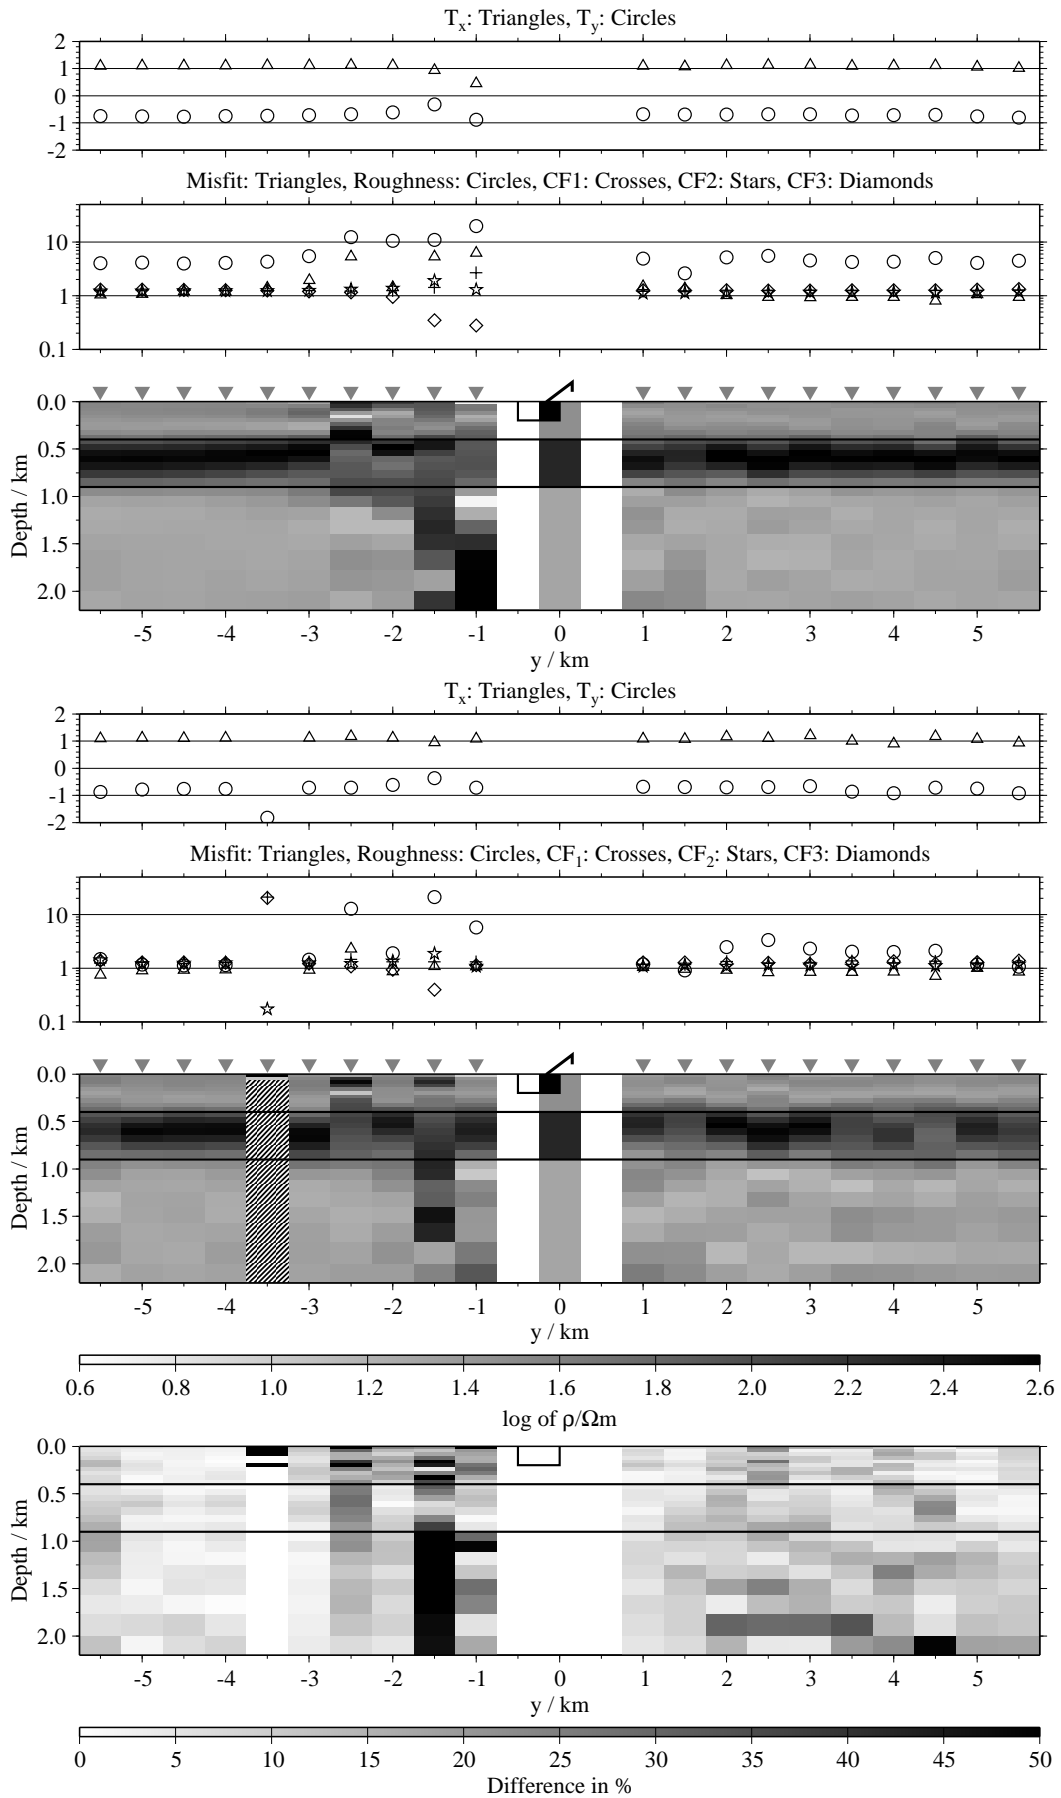 T_x: Triangles, T_y: Circles
2
1
0
-1
-2
Misfit: Triangles, Roughness: Circles, CF1: Crosses, CF2: Stars, CF3: Diamonds
10
1
0.1
0.0
0.5
1.0
1.5
2.0
Depth / km
-5 -4 -3 -2 -1 0 1 2 3 4 5
y / km
T_x: Triangles, T_y: Circles
2
1
0
-1
-2
Misfit: Triangles, Roughness: Circles, CF_1: Crosses, CF_2: Stars, CF3: Diamonds
10
1
0.1
0.0
0.5
1.0
1.5
2.0
Depth / km
-5 -4 -3 -2 -1 0 1 2 3 4 5
y / km
0.6 0.8 1.0 1.2 1.4 1.6 1.8 2.0 2.2 2.4 2.6
log of ρ/Ωm
0.0
0.5
1.0
1.5
2.0
Depth / km
-5 -4 -3 -2 -1 0 1 2 3 4 5
y / km
0 5 10 15 20 25 30 35 40 45 50
Difference in %